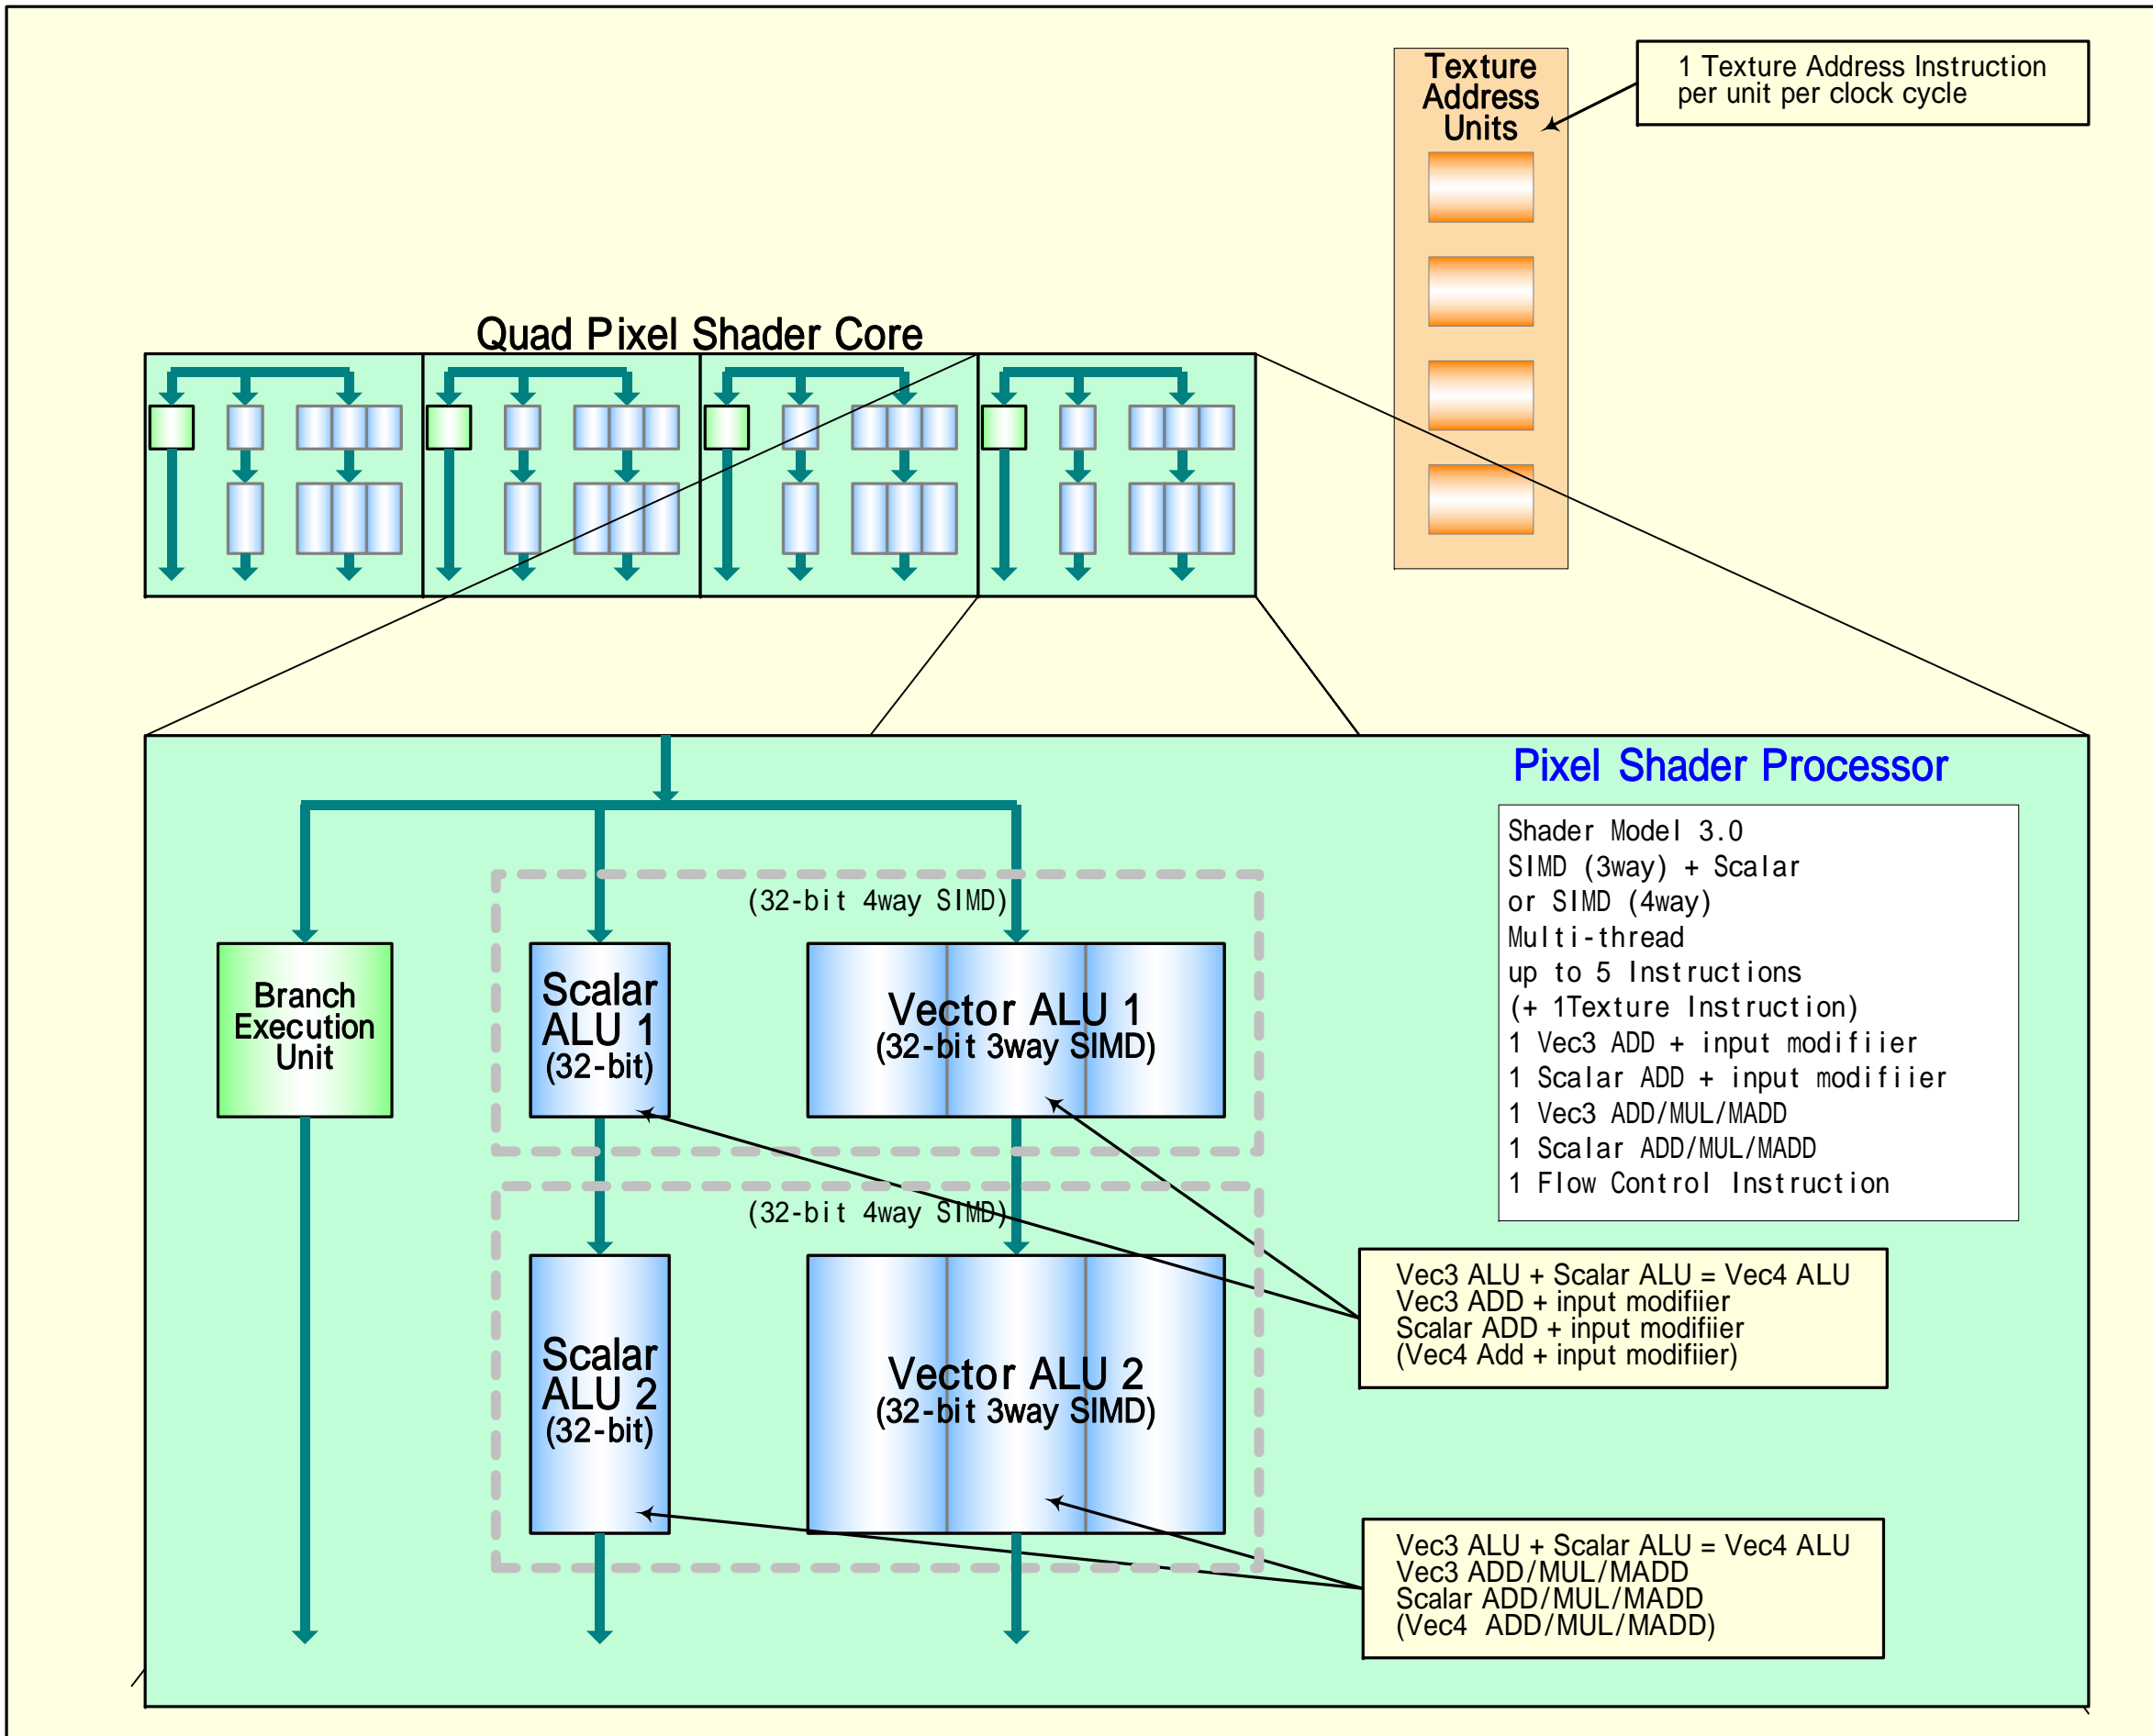 Texture
Address
Units
1 Texture Address Instruction
per unit per clock cycle
Quad Pixel Shader Core
Pixel Shader Processor
Shader Model 3.0
SIMD (3way) + Scalar
or SIMD (4way)
Multi-thread
up to 5 Instructions
(+ 1Texture Instruction)
1 Vec3 ADD + input modifiier
1 Scalar ADD + input modifiier
1 Vec3 ADD/MUL/MADD
1 Scalar ADD/MUL/MADD
1 Flow Control Instruction
(32-bit 4way SIMD)
Branch
Execution
Unit
Scalar
ALU 1
(32-bit)
Vector ALU 1
(32-bit 3way SIMD)
(32-bit 4way SIMD)
Scalar
ALU 2
(32-bit)
Vector ALU 2
(32-bit 3way SIMD)
Vec3 ALU + Scalar ALU = Vec4 ALU
Vec3 ADD + input modifiier
Scalar ADD + input modifiier
(Vec4 Add + input modifiier)
Vec3 ALU + Scalar ALU = Vec4 ALU
Vec3 ADD/MUL/MADD
Scalar ADD/MUL/MADD
(Vec4 ADD/MUL/MADD)